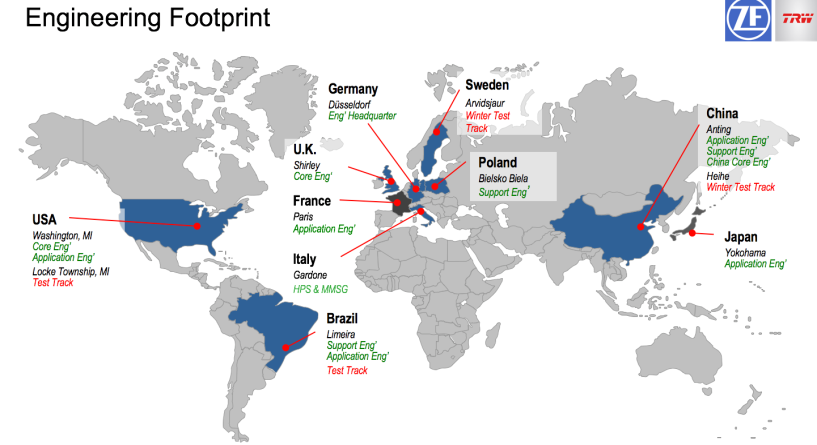 Engineering Footprint
ZF
TRW
Germany
Düsseldorf
Eng' Headquarter
Sweden
Arvidsjaur
Winter Test
Track
China
Anting
Application Eng'
Support Eng'
China Core Eng'
Heihe
Winter Test Track
U.K.
Shirley
Core Eng'
Poland
Bielsko Biela
Support Eng'
France
Paris
Application Eng'
USA
Washington, MI
Core Eng'
Application Eng'
Locke Township, MI
Test Track
Japan
Yokohama
Application Eng'
Italy
Gardone
HPS & MMSG
Brazil
Limeira
Support Eng'
Application Eng'
Test Track